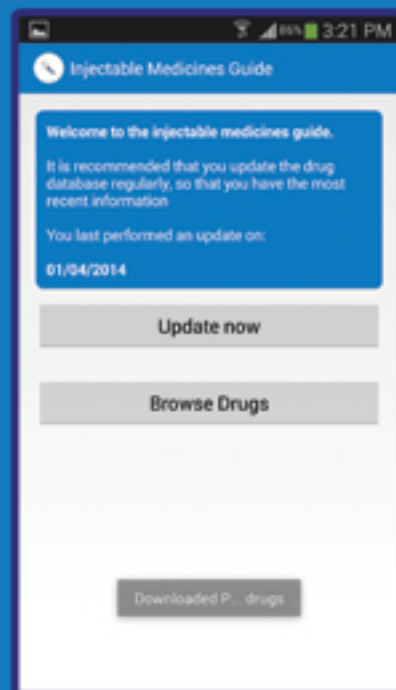 3:21 PM
Injectable Medicines Guide
Welcome to the injectable medicines guide.
It is recommended that you update the drug
database regularly, so that you have the most
recent information
You last performed an update on:
01/04/2014
Update now
Browse Drugs
Downloaded P... drugs